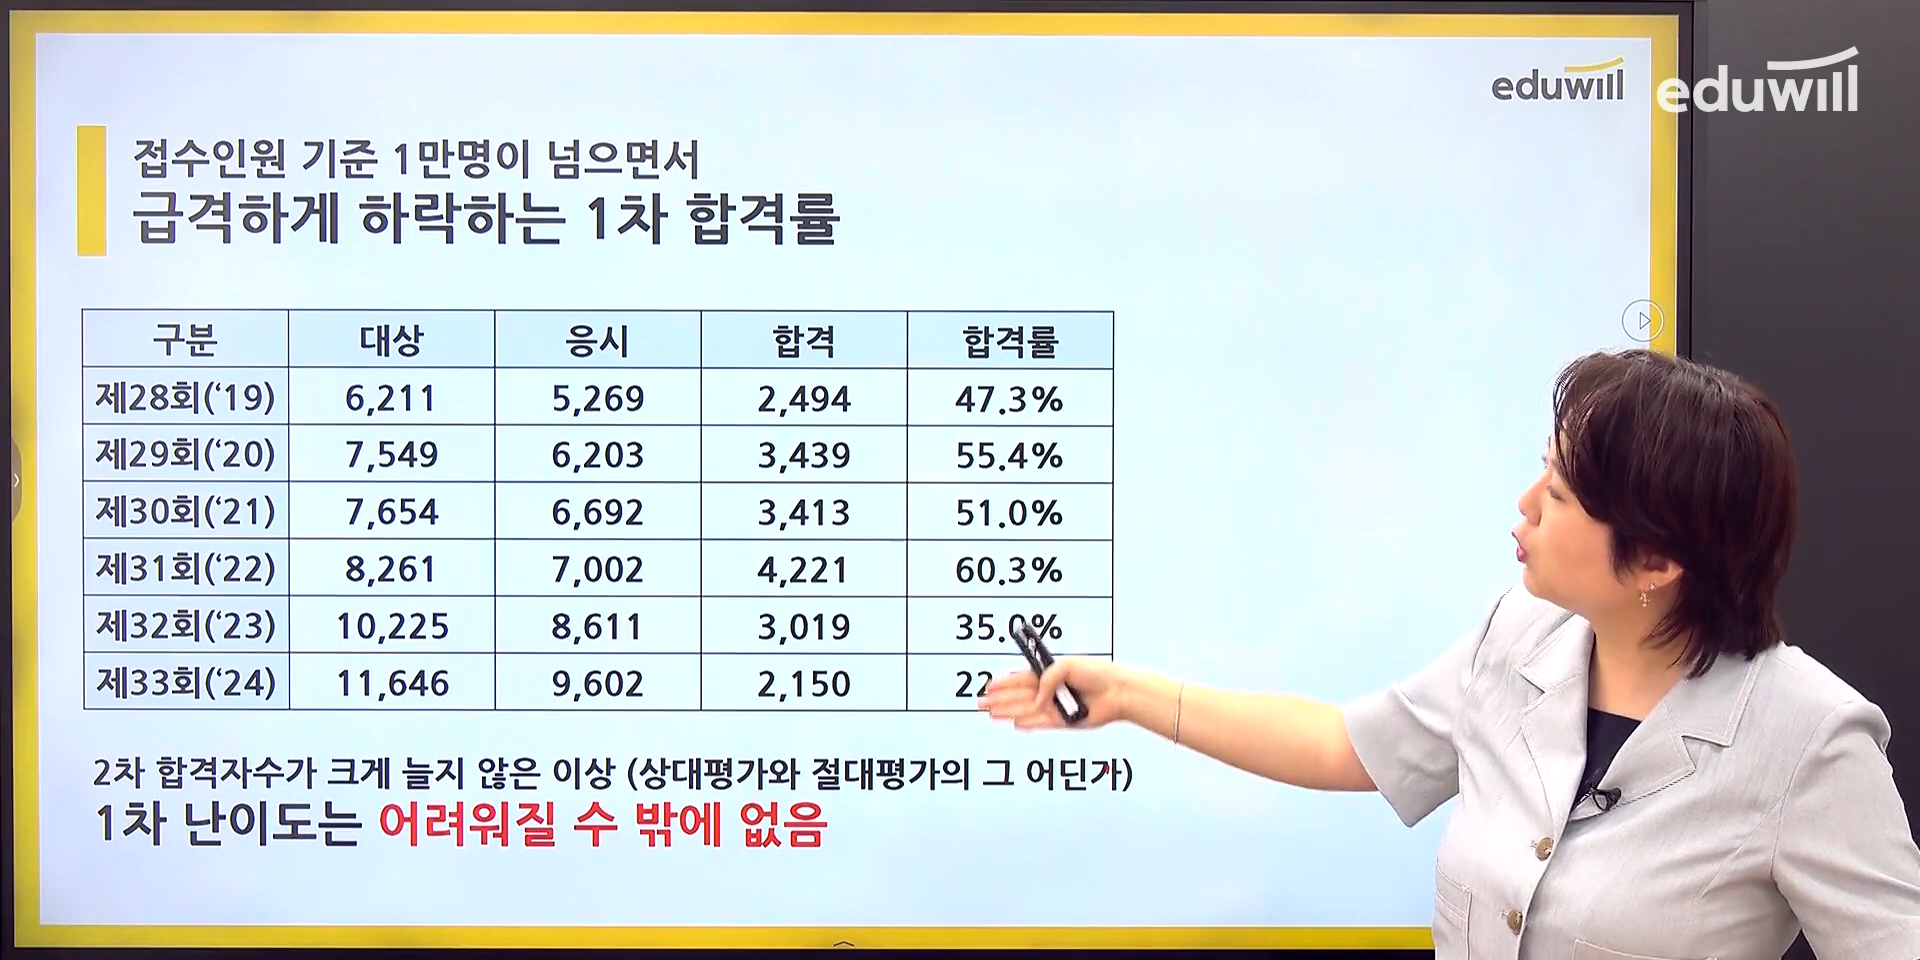 eduwill
eduwill
접수인원 기준 1만명이 넘으면서
급격하게 하락하는 1차 합격률
구분 대상 응시 합격 합격률
제28회(‘19) 6,211 5,269 2,494 47.3%
제29회(‘20) 7,549 6,203 3,439 55.4%
제30회(‘21) 7,654 6,692 3,413 51.0%
제31회(‘22) 8,261 7,002 4,221 60.3%
제32회(‘23) 10,225 8,611 3,019 35.0%
제33회(‘24) 11,646 9,602 2,150
2차 합격자수가 크게 늘지 않은 이상 (상대평가와 절대평가의 그 어딘가)
1차 난이도는 어려워질 수 밖에 없음